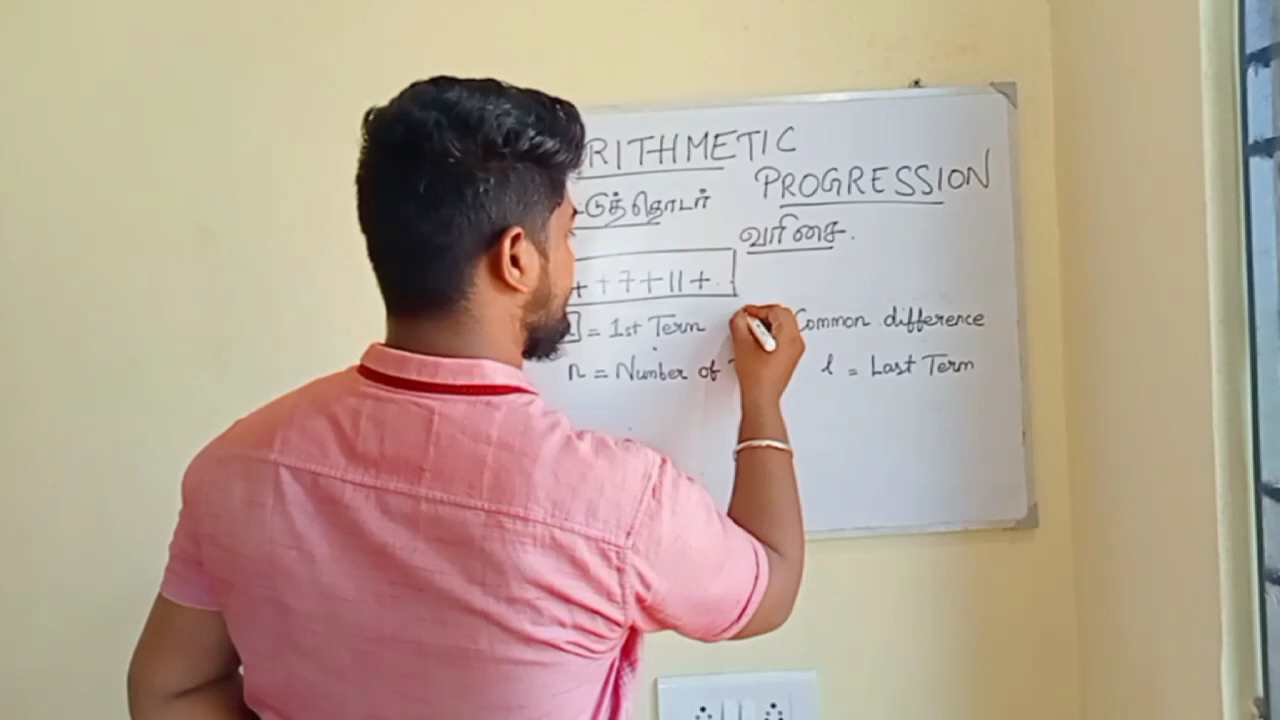 RITHMETIC
PROGRESSION
டுத்தொடர்
வரிசை.
+ + 7 + 11 + .
= 1st Term
Common difference
n = Number of
l = Last Term